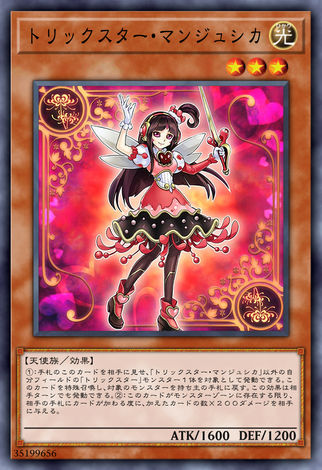 トリックスター・マンジュシカ
光
【天使族/効果】
①:手札のこのカードを相手に見せ、「トリックスター・マンジュシカ」以外の自
分フィールドの「トリックスター」モンスター1体を対象として発動できる。こ
のカードを特殊召喚し、対象のモンスターを持ち主の手札に戻す。この効果は相
手ターンでも発動できる。②:このカードがモンスターゾーンに存在する限り、
相手の手札にカードが加わる度に、加えたカードの数×200ダメージを相手
に与える。
ATK/1600 DEF/1200
35199656